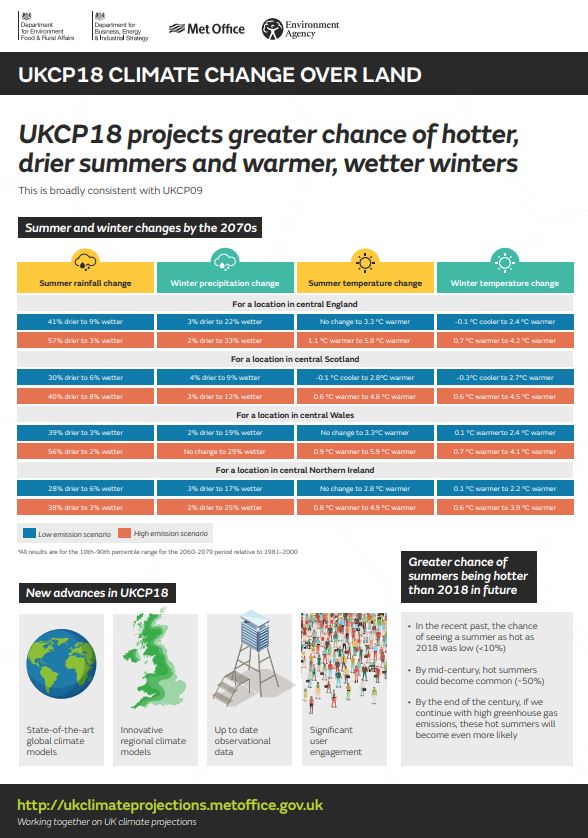 Department
for Environment
Food & Rural Affairs
Department for
Business, Energy
& Industrial Strategy
Met Office
Environment
Agency
UKCP18 CLIMATE CHANGE OVER LAND
UKCP18 projects greater chance of hotter,
drier summers and warmer, wetter winters
This is broadly consistent with UKCP09
Summer and winter changes by the 2070s
Summer rainfall change Winter precipitation change Summer temperature change Winter temperature change
For a location in central England
41% drier to 9% wetter 3% drier to 22% wetter No change to 3.3 °C warmer -0.1 °C cooler to 2.4 °C warmer
57% drier to 3% wetter 2% drier to 33% wetter 1.1 °C warmer to 5.8 °C warmer 0.7 °C warmer to 4.2 °C warmer
For a location in central Scotland
30% drier to 6% wetter 4% drier to 9% wetter -0.1 °C cooler to 2.8°C warmer -0.3°C cooler to 2.7°C warmer
40% drier to 8% wetter 3% drier to 12% wetter 0.6 °C warmer to 4.8 °C warmer 0.6 °C warmer to 4.5 °C warmer
For a location in central Wales
39% drier to 3% wetter 2% drier to 19% wetter No change to 3.3°C warmer 0.1 °C warmerto 2.4 °C warmer
56% drier to 2% wetter No change to 29% wetter 0.9 °C warmer to 5.9 °C warmer 0.7 °C warmer to 4.1 °C warmer
For a location in central Northern Ireland
28% drier to 6% wetter 3% drier to 17% wetter No change to 2.8 °C warmer 0.1 °C warmer to 2.2 °C warmer
38% drier to 3% wetter 2% drier to 25% wetter 0.8 °C warmer to 4.9 °C warmer 0.6 °C warmer to 3.9 °C warmer
Low emission scenario High emission scenario
*All results are for the 10th-90th percentile range for the 2060-2079 period relative to 1981-2000
New advances in UKCP18
State-of-the-art
global climate
models
Innovative
regional climate
models
Up to date
observational
data
Significant
user
engagement
Greater chance of
summers being hotter
than 2018 in future
• In the recent past, the chance
of seeing a summer as hot as
2018 was low (<10%)
• By mid-century, hot summers
could become common (~50%)
• By the end of the century, if we
continue with high greenhouse gas
emissions, these hot summers will
become even more likely
http://ukclimateprojections.metoffice.gov.uk
Working together on UK climate projections